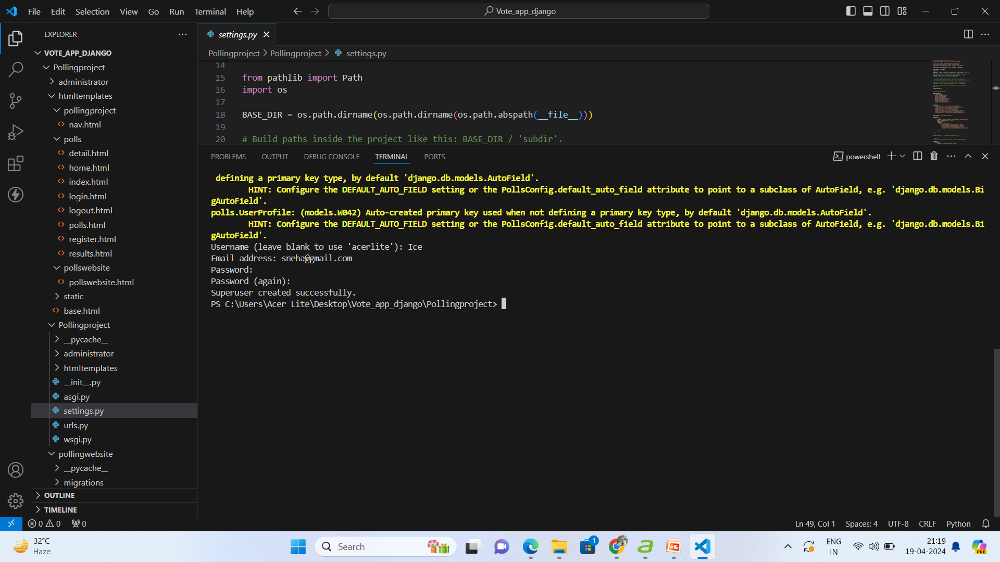 File Edit Selection View Go Run Terminal Help
Vote_app_django
EXPLORER
VOTE_APP_DJANGO
Pollingproject
administrator
htmltemplates
pollingproject
nav.html
polls
detail.html
home.html
index.html
login.html
logout.html
polls.html
register.html
results.html
pollswebsite
pollswebsite.html
static
base.html
Pollingproject
__pycache__
administrator
htmltemplates
__init__.py
asgi.py
settings.py
urls.py
wsgi.py
pollingwebsite
__pycache__
migrations
OUTLINE
TIMELINE
settings.py
Pollingproject > Pollingproject > settings.py
14
15 from pathlib import Path
16 import os
17
18 BASE_DIR = os.path.dirname(os.path.dirname(os.path.abspath(__file__)))
19
20 # Build paths inside the project like this: BASE_DIR / 'subdir'.
PROBLEMS OUTPUT DEBUG CONSOLE TERMINAL PORTS
powershell
defining a primary key type, by default 'django.db.models.AutoField'.
HINT: Configure the DEFAULT_AUTO_FIELD setting or the PollsConfig.default_auto_field attribute to point to a subclass of AutoField, e.g. 'django.db.models.Bi
gAutoField'.
polls.UserProfile: (models.W042) Auto-created primary key used when not defining a primary key type, by default 'django.db.models.AutoField'.
HINT: Configure the DEFAULT_AUTO_FIELD setting or the PollsConfig.default_auto_field attribute to point to a subclass of AutoField, e.g. 'django.db.models.Bi
gAutoField'.
Username (leave blank to use 'acerlite'): Ice
Email address: sneha@gmail.com
Password:
Password (again):
Superuser created successfully.
PS C:\Users\Acer Lite\Desktop\Vote_app_django\Pollingproject>
0 0 0
Ln 49, Col 1 Spaces: 4 UTF-8 CRLF Python
32°C
Haze
Search
1
ENG
IN
21:19
19-04-2024
PRE